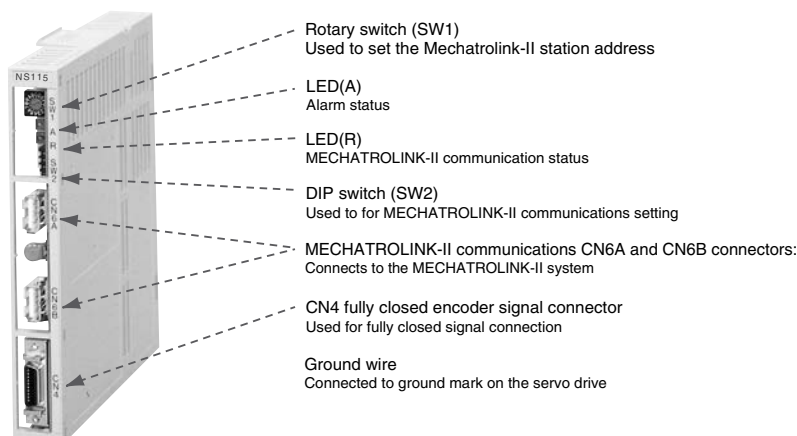 NS115
SW1
A
R
SW2
CN6A
CN6B
CN4
Rotary switch (SW1)
Used to set the Mechatrolink-II station address
LED(A)
Alarm status
LED(R)
MECHATROLINK-II communication status
DIP switch (SW2)
Used to for MECHATROLINK-II communications setting
MECHATROLINK-II communications CN6A and CN6B connectors:
Connects to the MECHATROLINK-II system
CN4 fully closed encoder signal connector
Used for fully closed signal connection
Ground wire
Connected to ground mark on the servo drive